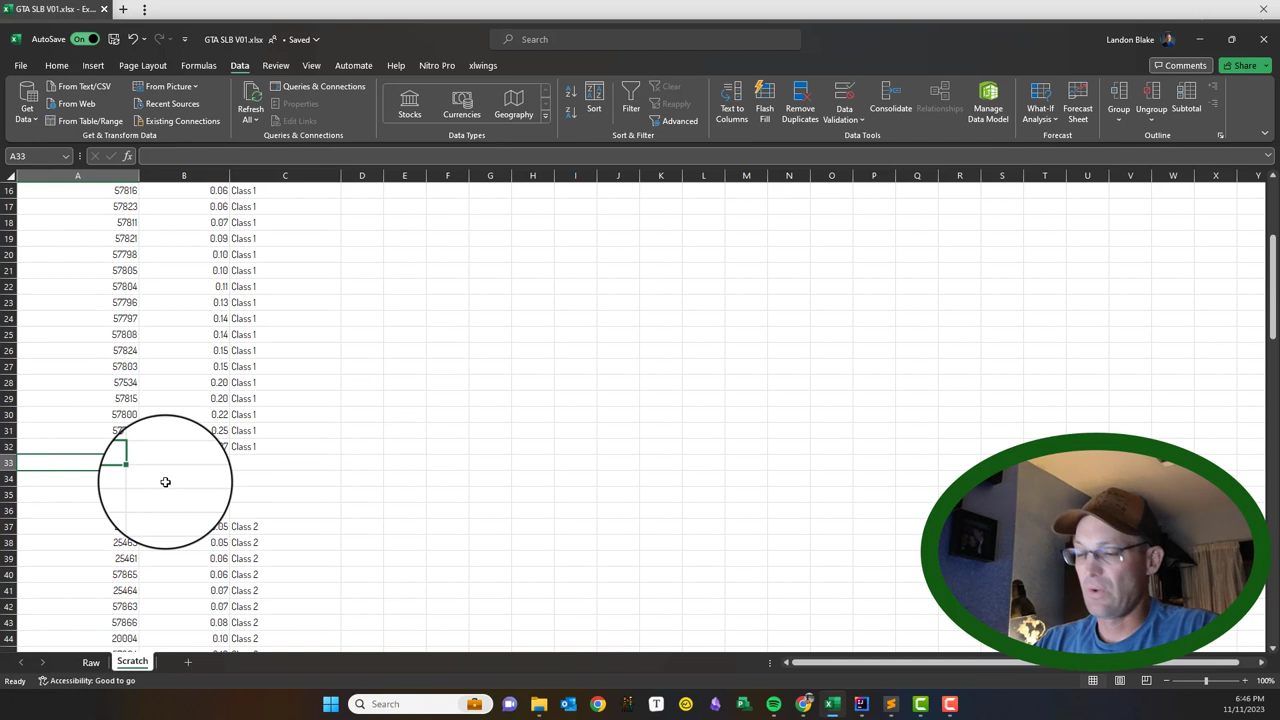 GTA SLB V01.xlsx - Ex...
AutoSave On GTA SLB V01.xlsx Saved Search Landon Blake
File Home Insert Page Layout Formulas Data Review View Automate Help Nitro Pro xlwings Comments Share
Get Data From Text/CSV From Web From Table/Range From Picture Recent Sources Existing Connections Get & Transform Data
Refresh All Queries & Connections Properties Edit Links Queries & Connections
Stocks Currencies Geography Data Types
Sort Filter Clear Reapply Advanced Sort & Filter
Text to Columns Flash Fill Remove Duplicates Data Validation Consolidate Relationships Manage Data Model Data Tools
What-If Analysis Forecast Sheet Forecast
Group Ungroup Subtotal Outline
A33 fx
A B C D E F G H I J K L M N O P Q R S T U V W X Y
16 57816 0.06 Class 1
17 57823 0.06 Class 1
18 57811 0.07 Class 1
19 57821 0.09 Class 1
20 57798 0.10 Class 1
21 57805 0.10 Class 1
22 57804 0.11 Class 1
23 57796 0.13 Class 1
24 57797 0.14 Class 1
25 57808 0.14 Class 1
26 57824 0.15 Class 1
27 57803 0.15 Class 1
28 57534 0.20 Class 1
29 57815 0.20 Class 1
30 57800 0.22 Class 1
31 0.25 Class 1
32 Class 1
33
34
35
36
37 Class 2
38 0.05 Class 2
39 25461 0.06 Class 2
40 57865 0.06 Class 2
41 25464 0.07 Class 2
42 57863 0.07 Class 2
43 57866 0.08 Class 2
44 20004 0.10 Class 2
Raw Scratch
Ready Accessibility: Good to go 100%
Search 6:46 PM
11/11/2023